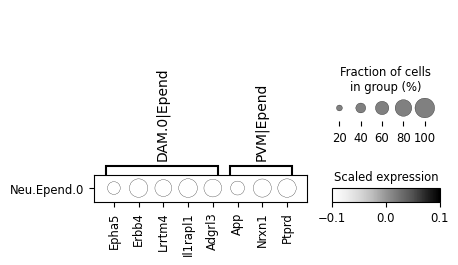 DAM.0|Epend
PVM|Epend
Neu.Epend.0
Epha5
Erbb4
Lrrtm4
Il1rapl1
Adgrl3
App
Nrxn1
Ptprd
Fraction of cells
in group (%)
20 40 60 80 100
Scaled expression
−0.1 0.0 0.1